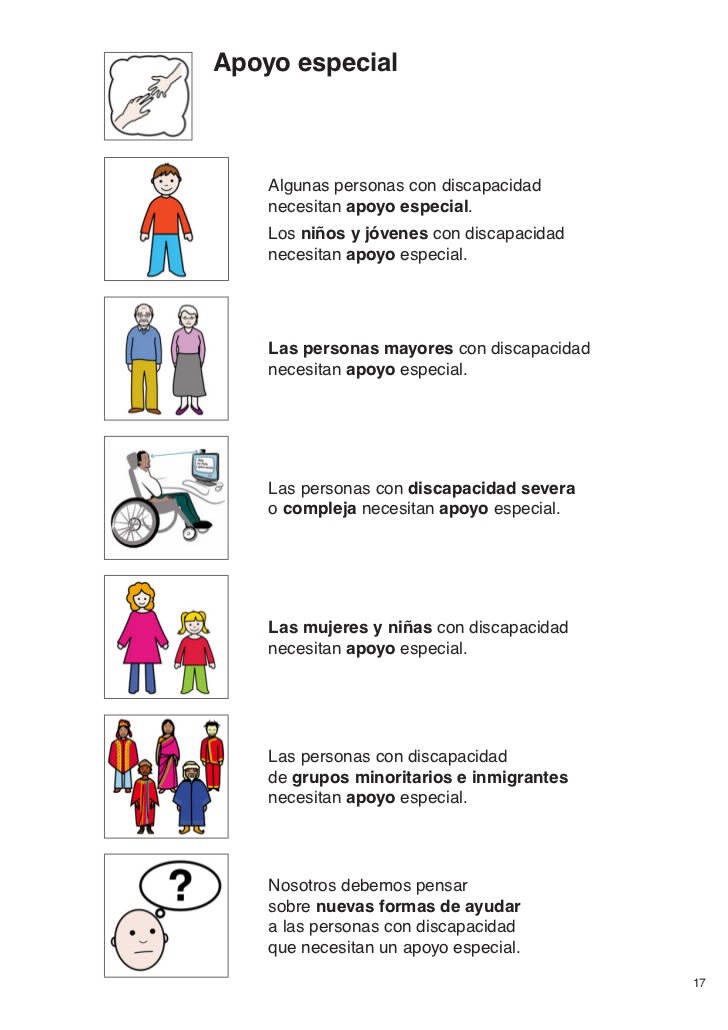 Apoyo especial
Algunas personas con discapacidad
necesitan apoyo especial.
Los niños y jóvenes con discapacidad
necesitan apoyo especial.
Las personas mayores con discapacidad
necesitan apoyo especial.
Las personas con discapacidad severa
o compleja necesitan apoyo especial.
Las mujeres y niñas con discapacidad
necesitan apoyo especial.
Las personas con discapacidad
de grupos minoritarios e inmigrantes
necesitan apoyo especial.
?
Nosotros debemos pensar
sobre nuevas formas de ayudar
a las personas con discapacidad
que necesitan un apoyo especial.
17